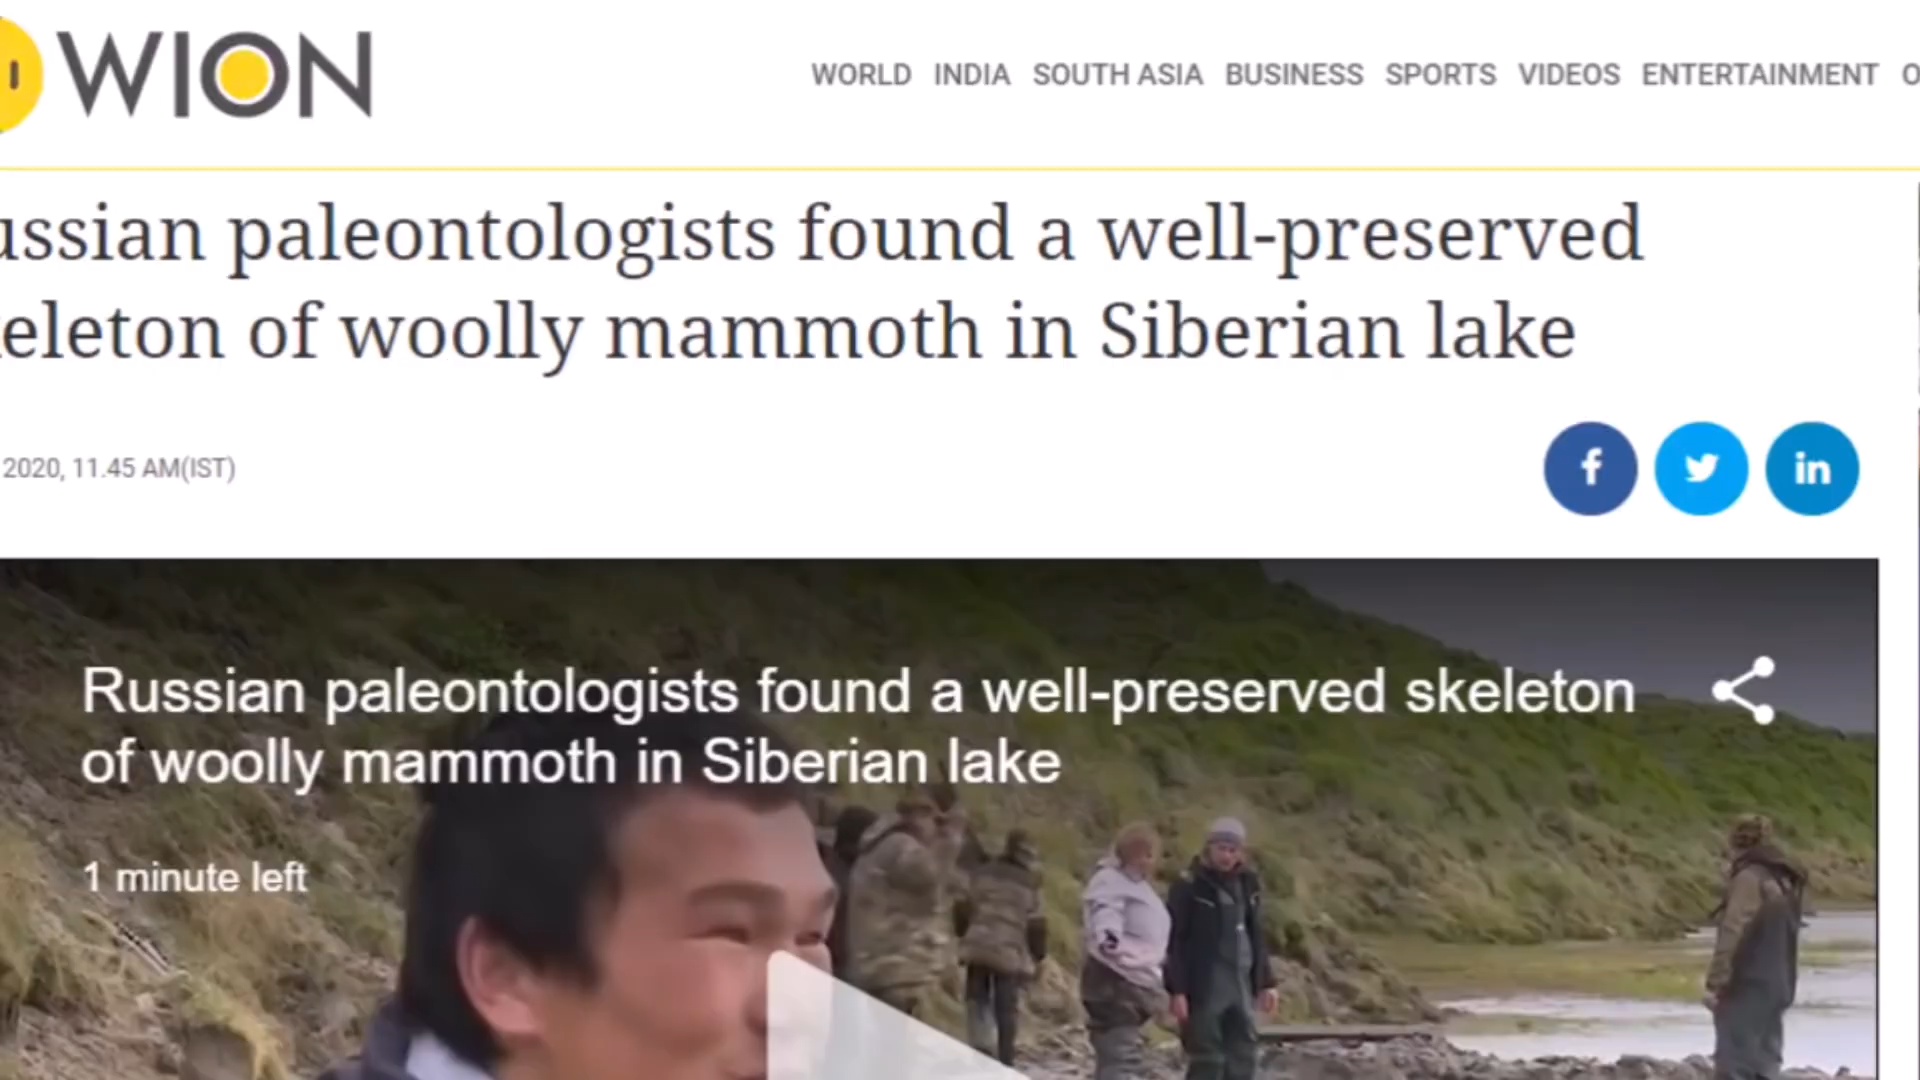 WION
WORLD INDIA SOUTH ASIA BUSINESS SPORTS VIDEOS ENTERTAINMENT
ussian paleontologists found a well-preserved
eleton of woolly mammoth in Siberian lake
2020, 11.45 AM(IST)
f in
Russian paleontologists found a well-preserved skeleton
of woolly mammoth in Siberian lake
1 minute left